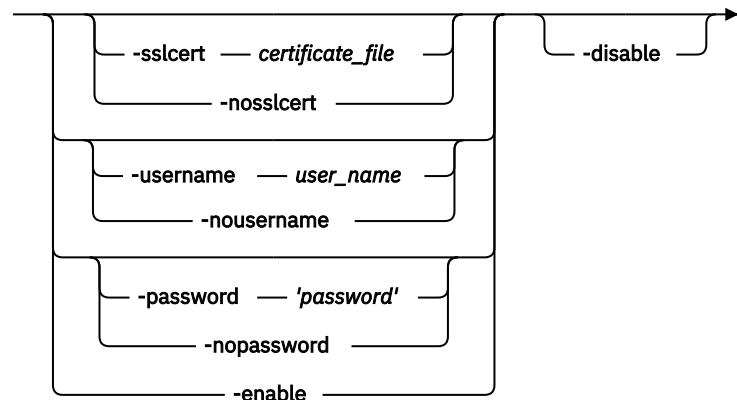 -sslcert certificate_file -disable
-nosslcert
-username user_name
-nousername
-password 'password'
-nopassword
-enable